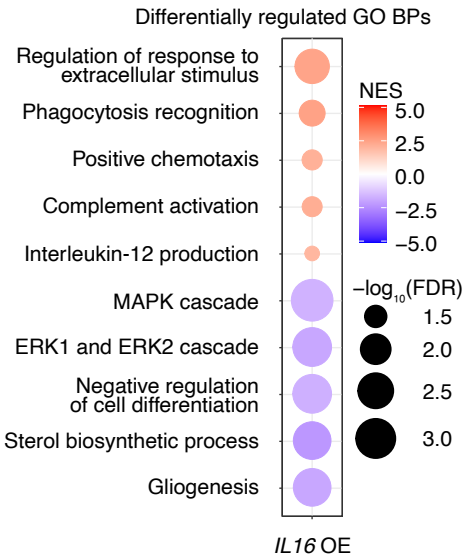 Differentially regulated GO BPs
Regulation of response to
extracellular stimulus
Phagocytosis recognition
Positive chemotaxis
Complement activation
Interleukin-12 production
MAPK cascade
ERK1 and ERK2 cascade
Negative regulation
of cell differentiation
Sterol biosynthetic process
Gliogenesis
IL16 OE
NES
5.0
2.5
0.0
−2.5
−5.0
−log10(FDR)
1.5
2.0
2.5
3.0